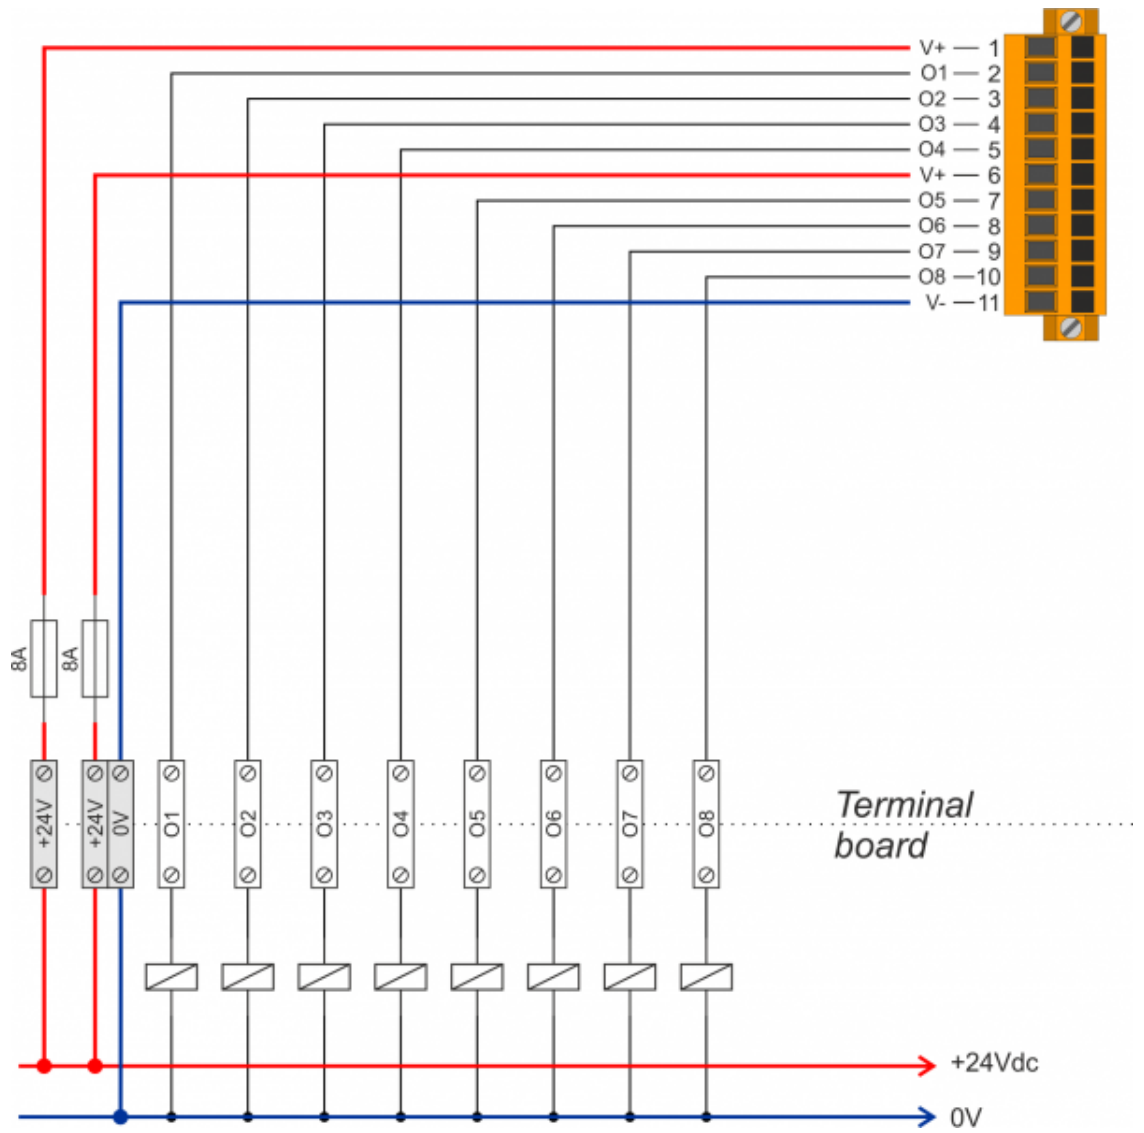 V+ — 1
O1 — 2
O2 — 3
O3 — 4
O4 — 5
V+ — 6
O5 — 7
O6 — 8
O7 — 9
O8 — 10
V- — 11
8A
8A
+24V
+24V
0V
O1
O2
O3
O4
O5
O6
O7
O8
Terminal
board
+24Vdc
0V